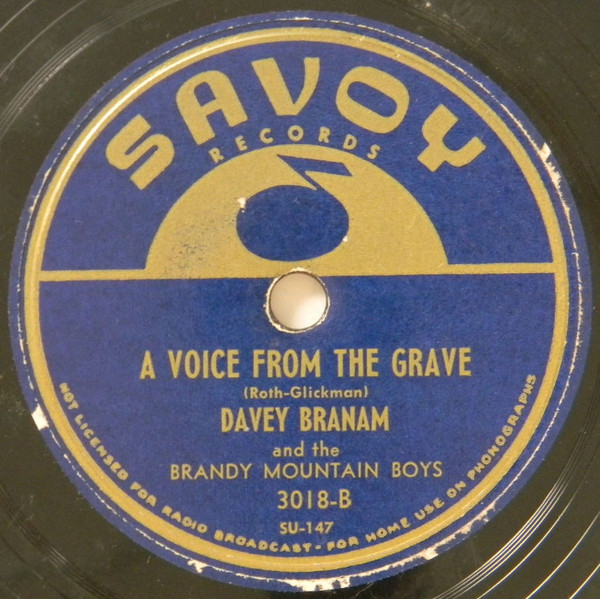 SAVOY
RECORDS
A VOICE FROM THE GRAVE
(Roth-Glickman)
DAVEY BRANAM
and the
BRANDY MOUNTAIN BOYS
3018-B
SU-147
NOT LICENSED FOR RADIO BROADCAST - FOR HOME USE ON PHONOGRAPHS